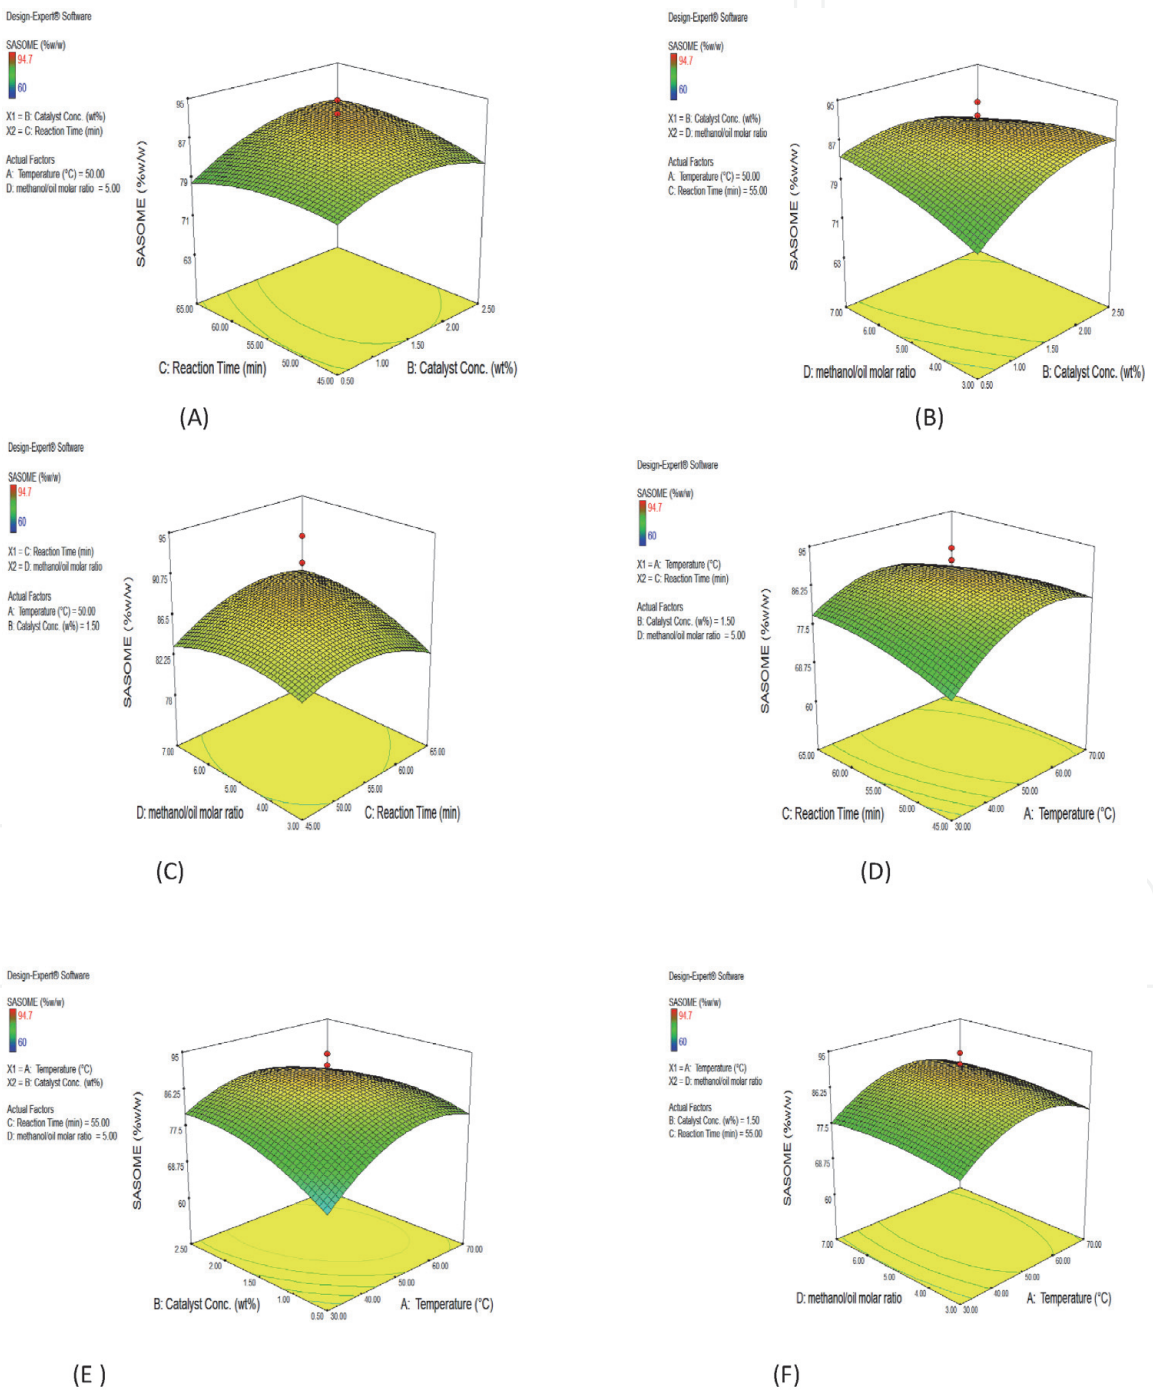 Design-Expert® Software
SASOME (%w/w)
94.7
60
X1 = B: Catalyst Conc. (wt%)
X2 = C: Reaction Time (min)
Actual Factors
A: Temperature (°C) = 50.00
D: methanol/oil molar ratio = 5.00
SASOME (%w/w)
95
87
79
71
63
65.00
60.00
55.00
50.00
45.00
0.50
1.00
1.50
2.00
2.50
C: Reaction Time (min)
B: Catalyst Conc. (wt%)
(A)
Design-Expert® Software
SASOME (%w/w)
94.7
60
X1 = B: Catalyst Conc. (wt%)
X2 = D: methanol/oil molar ratio
Actual Factors
A: Temperature (°C) = 50.00
C: Reaction Time (min) = 55.00
SASOME (%w/w)
95
87
79
71
63
7.00
6.00
5.00
4.00
3.00
0.50
1.00
1.50
2.00
2.50
D: methanol/oil molar ratio
B: Catalyst Conc. (wt%)
(B)
Design-Expert® Software
SASOME (%w/w)
94.7
60
X1 = C: Reaction Time (min)
X2 = D: methanol/oil molar ratio
Actual Factors
A: Temperature (°C) = 50.00
B: Catalyst Conc. (w%) = 1.50
SASOME (%w/w)
95
90.75
86.5
82.25
78
7.00
6.00
5.00
4.00
3.00
45.00
50.00
55.00
60.00
65.00
D: methanol/oil molar ratio
C: Reaction Time (min)
(C)
Design-Expert® Software
SASOME (%w/w)
94.7
60
X1 = A: Temperature (°C)
X2 = C: Reaction Time (min)
Actual Factors
B: Catalyst Conc. (w%) = 1.50
D: methanol/oil molar ratio = 5.00
SASOME (%w/w)
95
86.25
77.5
68.75
60
65.00
60.00
55.00
50.00
45.00
30.00
40.00
50.00
60.00
70.00
C: Reaction Time (min)
A: Temperature (°C)
(D)
Design-Expert® Software
SASOME (%w/w)
94.7
60
X1 = A: Temperature (°C)
X2 = B: Catalyst Conc. (wt%)
Actual Factors
C: Reaction Time (min) = 55.00
D: methanol/oil molar ratio = 5.00
SASOME (%w/w)
95
86.25
77.5
68.75
60
2.50
2.00
1.50
1.00
0.50
30.00
40.00
50.00
60.00
70.00
B: Catalyst Conc. (wt%)
A: Temperature (°C)
(E )
Design-Expert® Software
SASOME (%w/w)
94.7
60
X1 = A: Temperature (°C)
X2 = D: methanol/oil molar ratio
Actual Factors
B: Catalyst Conc. (w%) = 1.50
C: Reaction Time (min) = 55.00
SASOME (%w/w)
95
86.25
77.5
68.75
60
7.00
6.00
5.00
4.00
3.00
30.00
40.00
50.00
60.00
70.00
D: methanol/oil molar ratio
A: Temperature (°C)
(F)